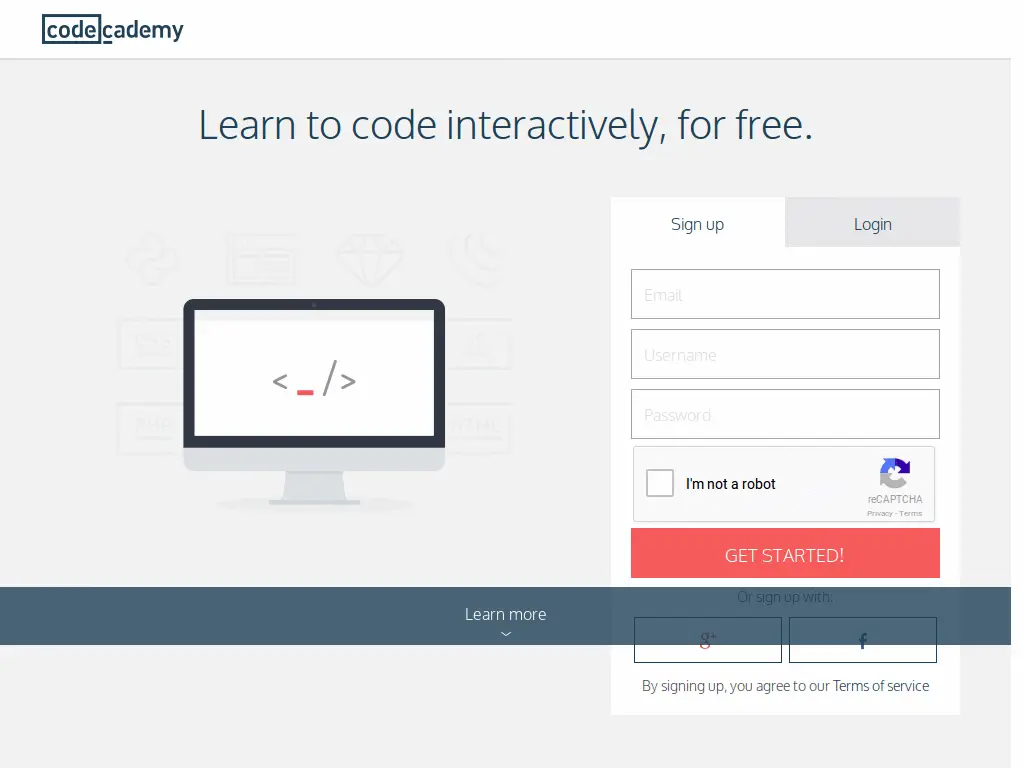 codecademy
Learn to code interactively, for free.
Sign up
Login
Email
Username
Password
I'm not a robot
reCAPTCHA
Privacy - Terms
GET STARTED!
Or sign up with:
Learn more
g+
f
By signing up, you agree to our Terms of service
< _ />
PHP
HTML